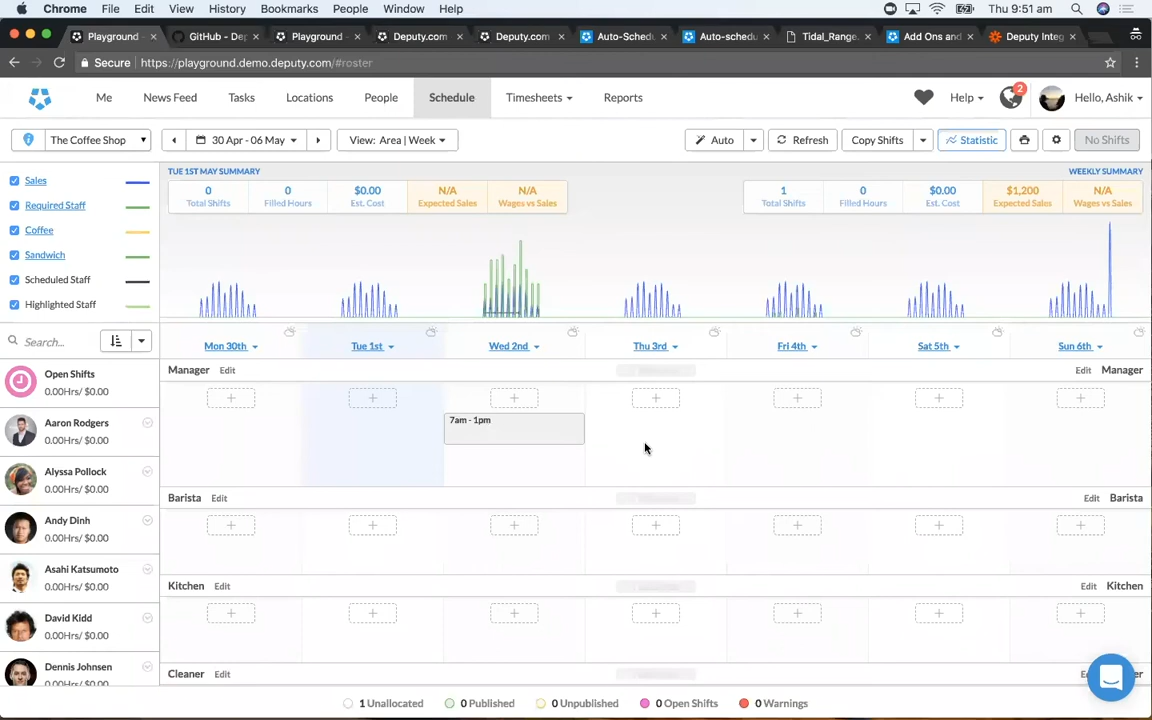 Chrome File Edit View History Bookmarks People Window Help Thu 9:51 am
Playground - GitHub - Dep Playground - Deputy.com Deputy.com Auto-Schedu Auto-schedu Tidal_Range. Add Ons and Deputy Integ
Secure https://playground.demo.deputy.com/#roster
Me News Feed Tasks Locations People Schedule Timesheets Reports Help 2 Hello, Ashik
The Coffee Shop 30 Apr - 06 May View: Area | Week Auto Refresh Copy Shifts Statistic No Shifts
TUE 1ST MAY SUMMARY WEEKLY SUMMARY
0 0 $0.00 N/A N/A 1 0 $0.00 $1,200 N/A
Total Shifts Filled Hours Est. Cost Expected Sales Wages vs Sales Total Shifts Filled Hours Est. Cost Expected Sales Wages vs Sales
Sales
Required Staff
Coffee
Sandwich
Scheduled Staff
Highlighted Staff
Search...
Mon 30th Tue 1st Wed 2nd Thu 3rd Fri 4th Sat 5th Sun 6th
Manager Edit Edit Manager
Open Shifts
0.00Hrs/ $0.00
7am - 1pm
Aaron Rodgers
0.00Hrs/ $0.00
Alyssa Pollock
0.00Hrs/ $0.00
Barista Edit Edit Barista
Andy Dinh
0.00Hrs/ $0.00
Asahi Katsumoto
0.00Hrs/ $0.00
Kitchen Edit Edit Kitchen
David Kidd
0.00Hrs/ $0.00
Dennis Johnsen
0.00Hrs/ $0.00
Cleaner Edit
1 Unallocated 0 Published 0 Unpublished 0 Open Shifts 0 Warnings